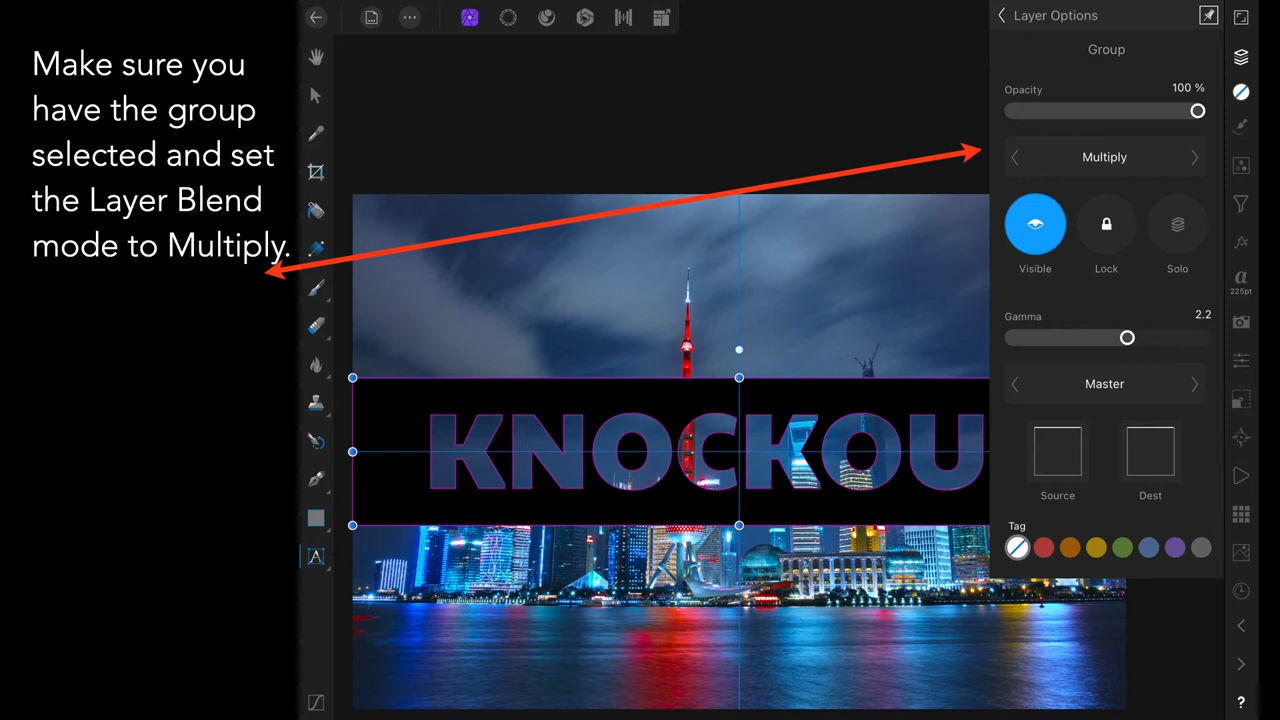 Make sure you
have the group
selected and set
the Layer Blend
mode to Multiply.
Layer Options
Group
Opacity
100 %
Multiply
Visible
Lock
Solo
Gamma
2.2
Master
Source
Dest
Tag
KNOCKOU
A
fx
a
225pt
?